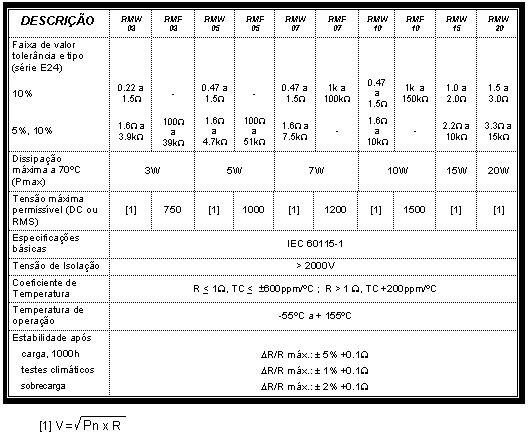 DESCRIÇÃO RMW 03 RMF 03 RMW 05 RMF 05 RMW 07 RMF 07 RMW 10 RMF 10 RMW 15 RMW 20
Faixa de valor
tolerância e tipo
(série E24)
10% 0.22 a 1.5Ω - 0.47 a 1.5Ω - 0.47 a 1.5Ω 1k a 100kΩ 0.47 a 1.5Ω 1k a 150kΩ 1.0 a 2.0Ω 1.5 a 3.0Ω
5%, 10% 1.6Ω a 3.9kΩ 100Ω a 39kΩ 1.6Ω a 4.7kΩ 100Ω a 51kΩ 1.6Ω a 7.5kΩ - 1.6Ω a 10kΩ - 2.2Ω a 10kΩ 3.3Ω a 15kΩ
Dissipação
máxima a 70ºC
(Pmax)
3W 5W 7W 10W 15W 20W
Tensão máxima
permissível (DC ou
RMS)
[1] 750 [1] 1000 [1] 1200 [1] 1500 [1] [1]
Especificações
básicas
IEC 60115-1
Tensão de Isolação > 2000V
Coeficiente de
Temperatura
R ≤ 1Ω, TC ≤ ±600ppm/ºC ; R > 1 Ω, TC +200ppm/ºC
Temperatura de
operação
-55ºC a + 155ºC
Estabilidade após
carga, 1000h ΔR/R máx.: ± 5% +0.1Ω
testes climáticos ΔR/R máx.: ± 1% +0.1Ω
sobrecarga ΔR/R máx.: ± 2% +0.1Ω
[1] V = √Pn x R